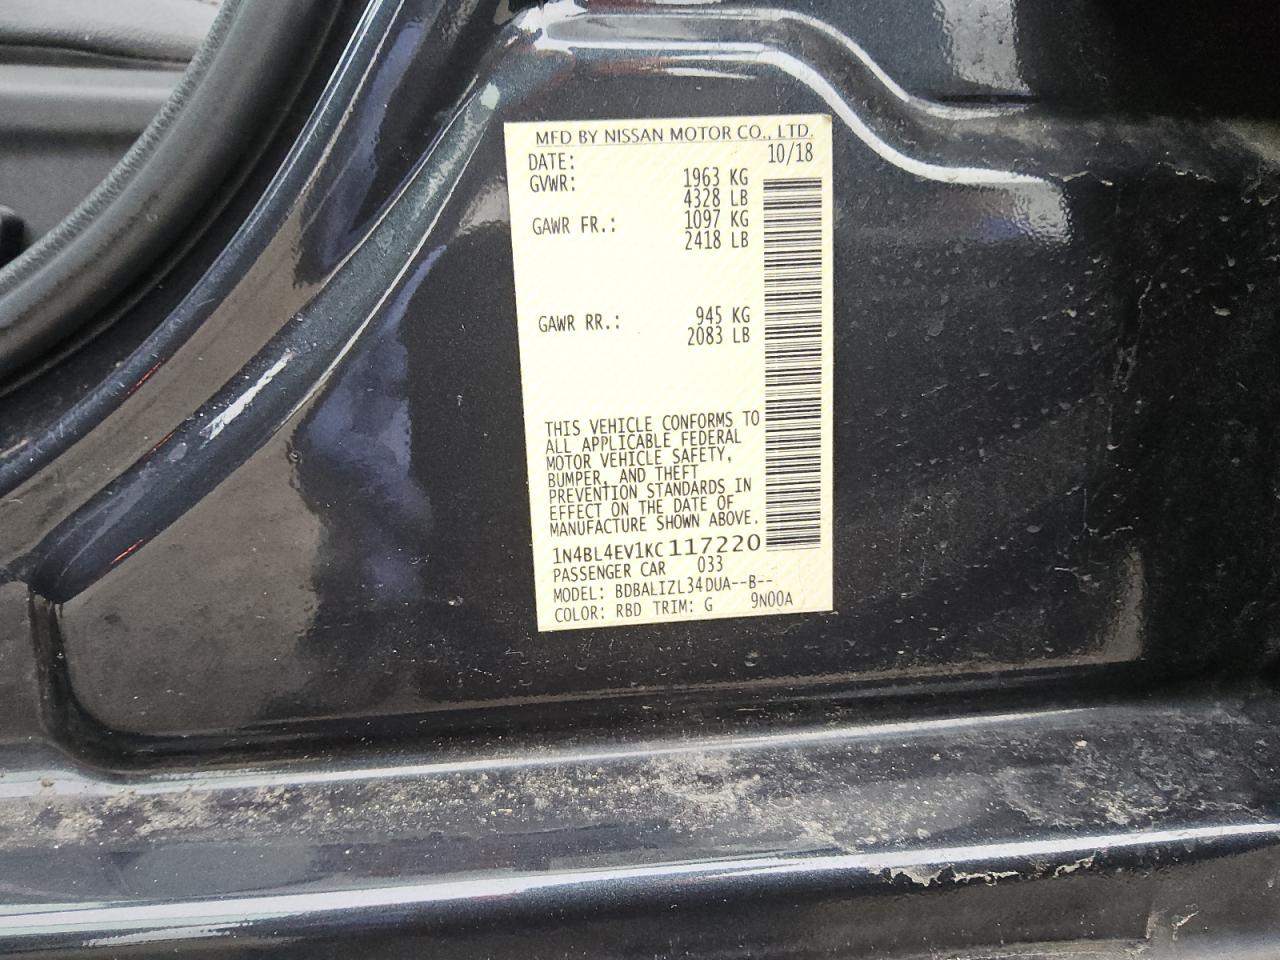 MFD BY NISSAN MOTOR CO., LTD.
DATE: 10/18
GVWR: 1963 KG
4328 LB
GAWR FR.: 1097 KG
2418 LB
GAWR RR.: 945 KG
2083 LB
THIS VEHICLE CONFORMS TO
ALL APPLICABLE FEDERAL
MOTOR VEHICLE SAFETY,
BUMPER, AND THEFT
PREVENTION STANDARDS IN
EFFECT ON THE DATE OF
MANUFACTURE SHOWN ABOVE.
1N4BL4EV1KC117220
PASSENGER CAR 033
MODEL: BDBALIZL34DUA--B--
COLOR: RBD TRIM: G 9N00A